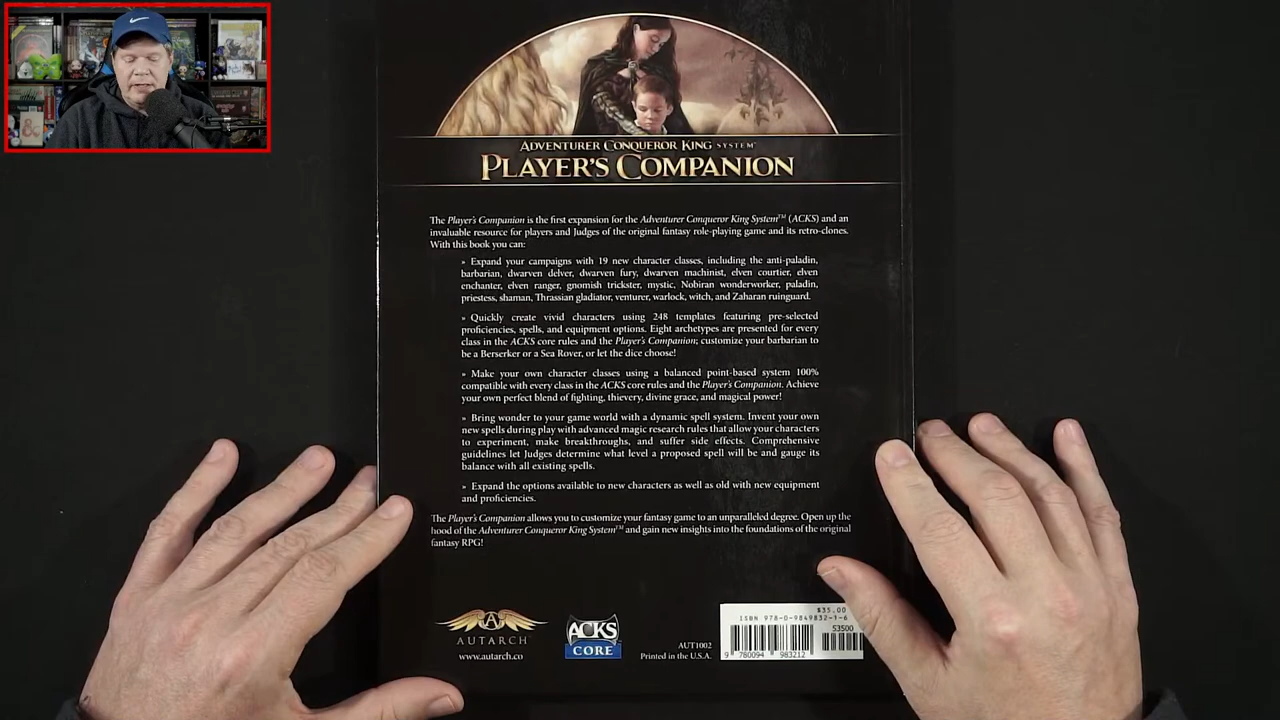 ADVENTURER CONQUEROR KING SYSTEM™
PLAYER'S COMPANION
The Player's Companion is the first expansion for the Adventurer Conqueror King System™ (ACKS) and an
invaluable resource for players and Judges of the original fantasy role-playing game and its retro-clones.
With this book you can:
» Expand your campaigns with 19 new character classes, including the anti-paladin,
barbarian, dwarven delver, dwarven fury, dwarven machinist, elven courtier, elven
enchanter, elven ranger, gnomish trickster, mystic, Nobiran wonderworker, paladin,
priestess, shaman, Thrassian gladiator, venturer, warlock, witch, and Zaharan ruinguard.
» Quickly create vivid characters using 248 templates featuring pre-selected
proficiencies, spells, and equipment options. Eight archetypes are presented for every
class in the ACKS core rules and the Player's Companion; customize your barbarian to
be a Berserker or a Sea Rover, or let the dice choose!
» Make your own character classes using a balanced point-based system 100%
compatible with every class in the ACKS core rules and the Player's Companion. Achieve
your own perfect blend of fighting, thievery, divine grace, and magical power!
» Bring wonder to your game world with a dynamic spell system. Invent your own
new spells during play with advanced magic research rules that allow your characters
to experiment, make breakthroughs, and suffer side effects. Comprehensive
guidelines let Judges determine what level a proposed spell will be and gauge its
balance with all existing spells.
» Expand the options available to new characters as well as old with new equipment
and proficiencies.
The Player's Companion allows you to customize your fantasy game to an unparalleled degree. Open up the
hood of the Adventurer Conqueror King System™ and gain new insights into the foundations of the original
fantasy RPG!
AUTARCH
www.autarch.co
ACKS
CORE
AUT1002
Printed in the U.S.A.
$35.00
ISBN 978-0-9849832-1-6
53500
9 780094 983212